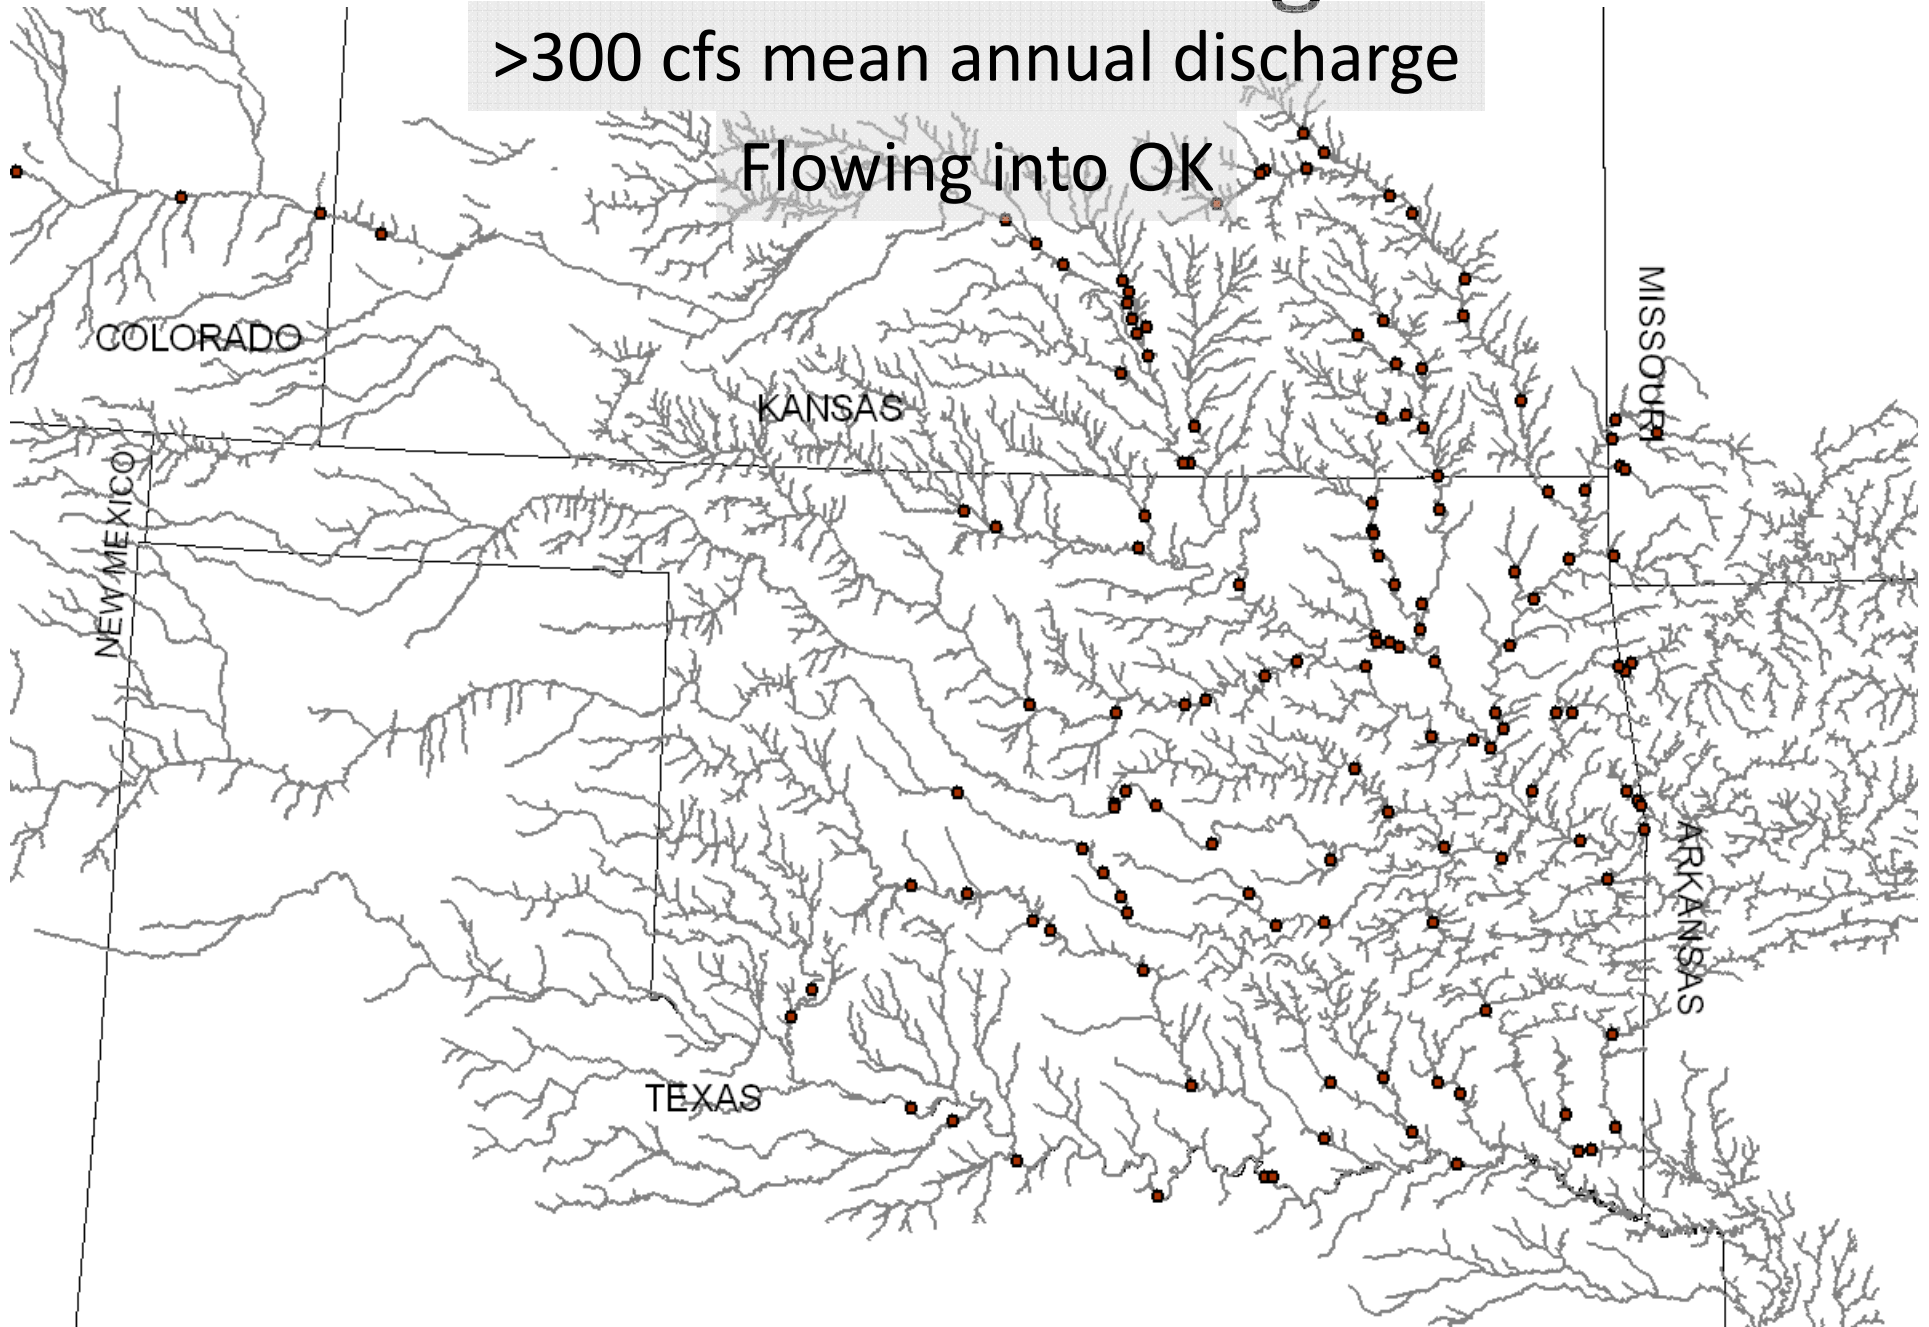 >300 cfs mean annual discharge
Flowing into OK
COLORADO
KANSAS
MISSOURI
NEW MEXICO
ARKANSAS
TEXAS